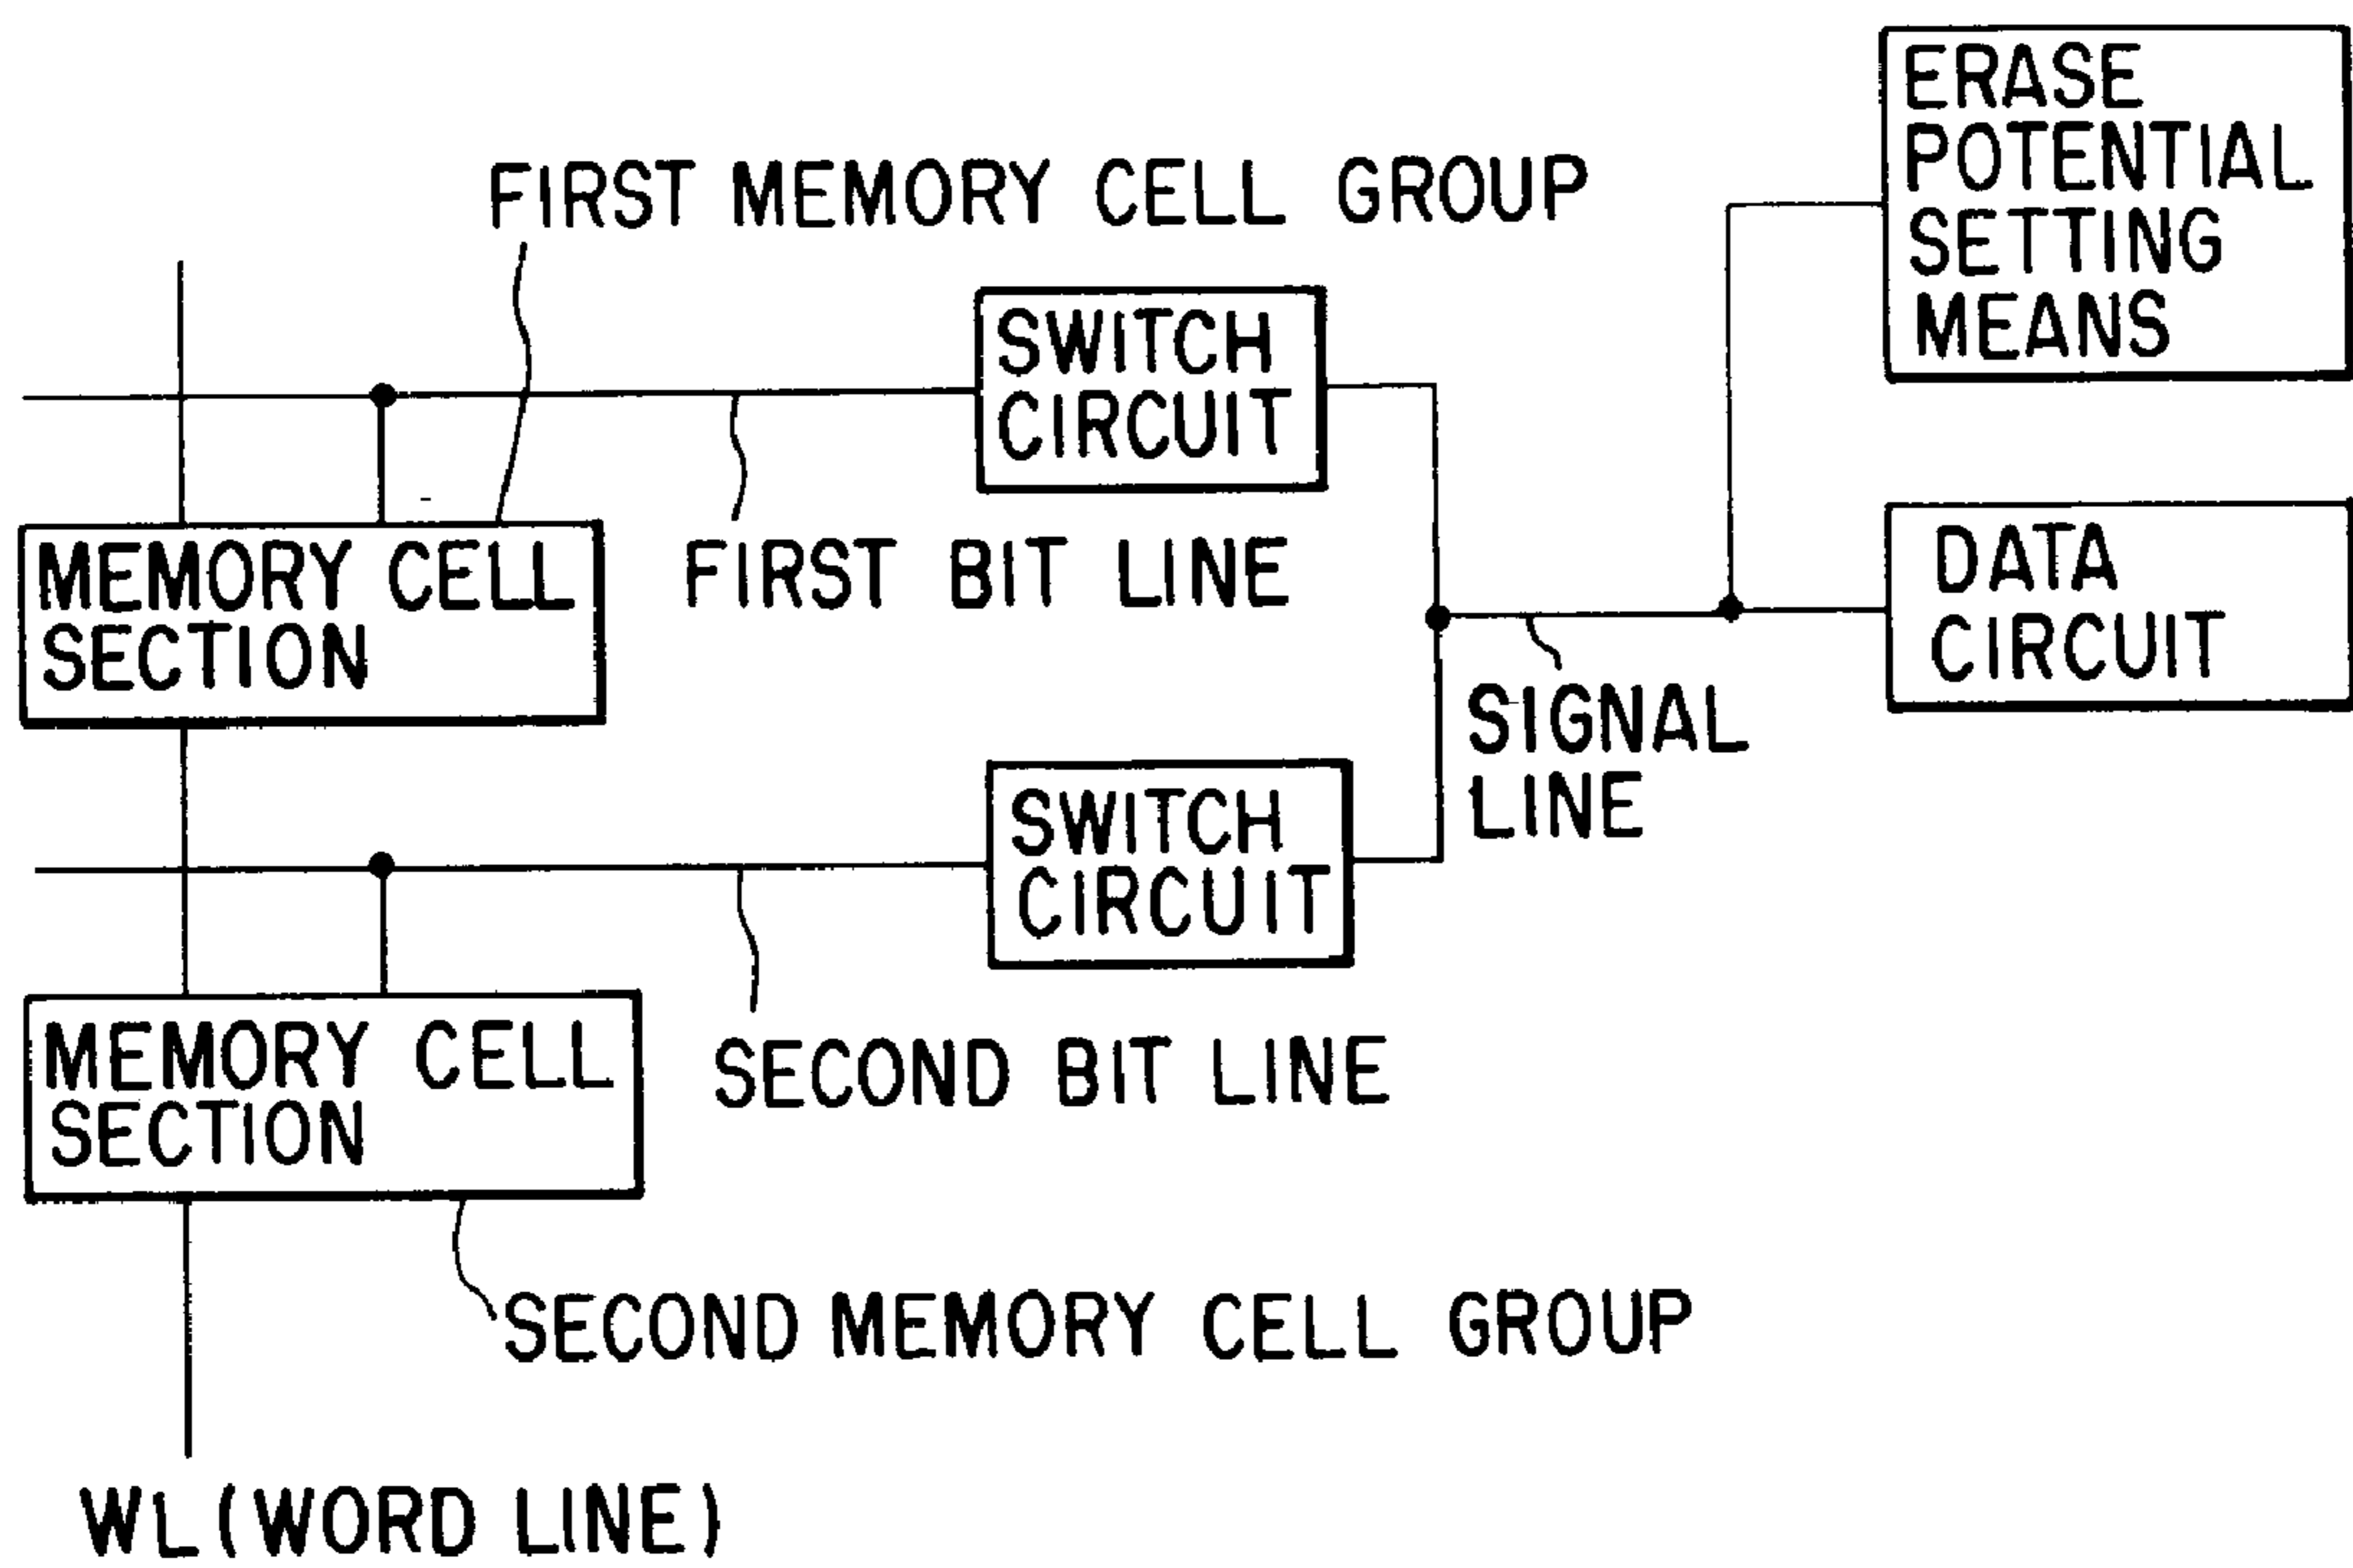 ERASE
POTENTIAL
SETTING
MEANS
FIRST MEMORY CELL GROUP
SWITCH
CIRCUIT
MEMORY CELL
SECTION
FIRST BIT LINE
DATA
CIRCUIT
SIGNAL
LINE
SWITCH
CIRCUIT
MEMORY CELL
SECTION
SECOND BIT LINE
SECOND MEMORY CELL GROUP
WL(WORD LINE)